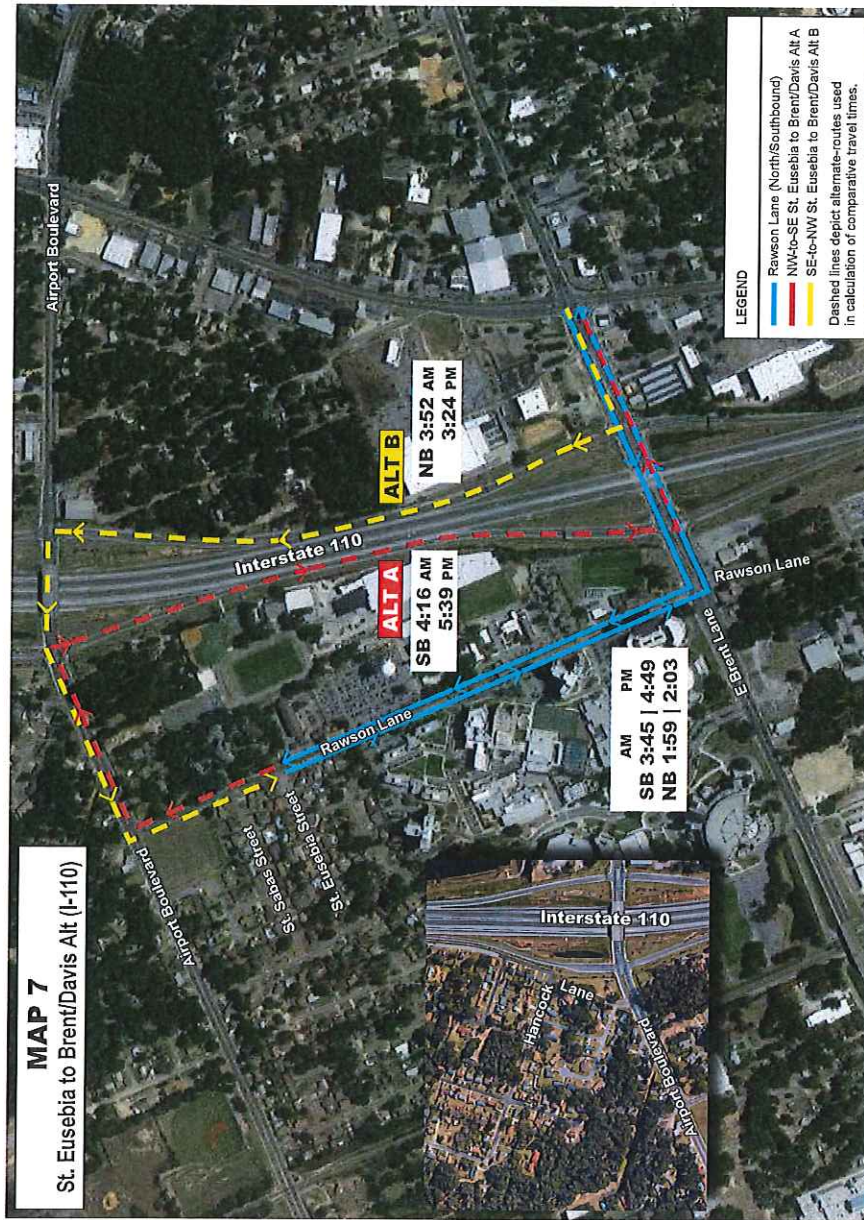 MAP 7
St. Eusebia to Brent/Davis Alt (I-110)
Airport Boulevard
Airport Boulevard
St. Sabas Street
St. Eusebia Street
Rawson Lane
Interstate 110
ALT A
SB 4:16 AM
5:39 PM
ALT B
NB 3:52 AM
3:24 PM
AM PM
SB 3:45 | 4:49
NB 1:59 | 2:03
E Brent Lane
Rawson Lane
Interstate 110
Hancock Lane
Airport Boulevard
LEGEND
Rawson Lane (North/Southbound)
NW-to-SE St. Eusebia to Brent/Davis Alt A
SE-to-NW St. Eusebia to Brent/Davis Alt B
Dashed lines depict alternate-routes used
in calculation of comparative travel times.